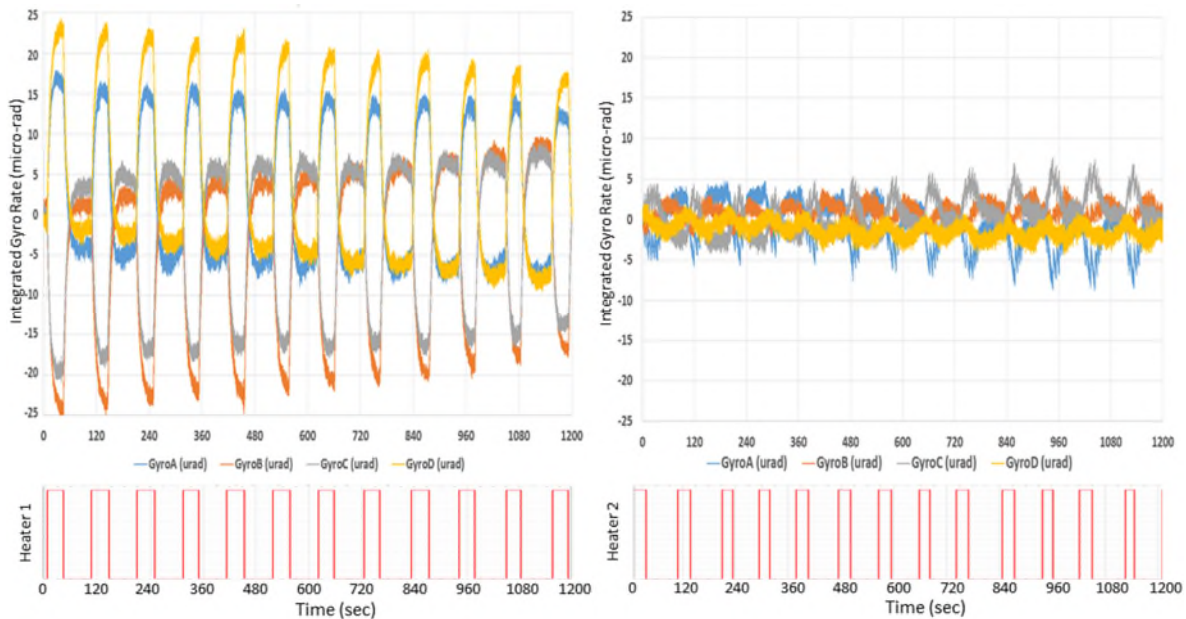 Integrated Gyro Rate (micro-rad)
25
20
15
10
5
0
-5
-10
-15
-20
-25
0 120 240 360 480 600 720 840 960 1080 1200
GyroA (urad) GyroB (urad) GyroC (urad) GyroD (urad)
Heater 1
0 120 240 360 480 600 720 840 960 1080 1200
Time (sec)
Integrated Gyro Rate (micro-rad)
25
20
15
10
5
0
-5
-10
-15
-20
-25
0 120 240 360 480 600 720 840 960 1080 1200
GyroA (urad) GyroB (urad) GyroC (urad) GyroD (urad)
Heater 2
0 120 240 360 480 600 720 840 960 1080 1200
Time (sec)